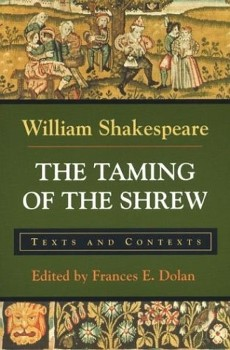 William Shakespeare
THE TAMING
OF THE SHREW
TEXTS AND CONTEXTS
Edited by Frances E. Dolan